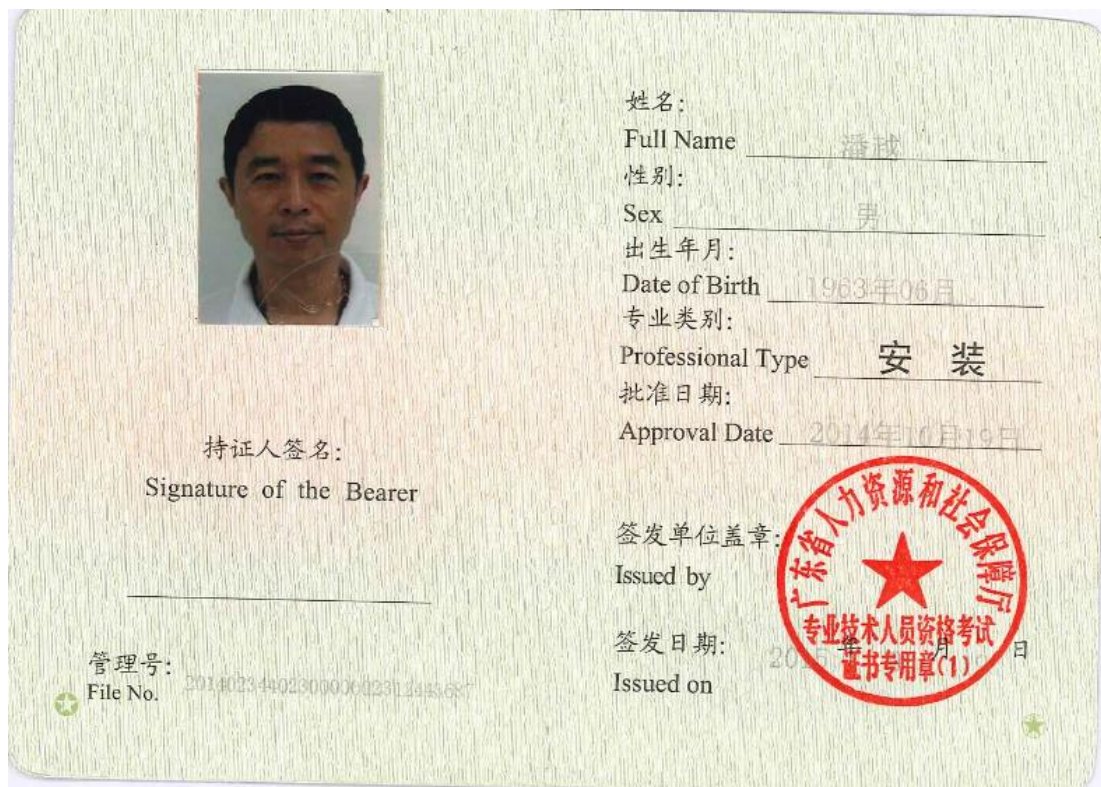 姓名:
Full Name 潘越
性别:
Sex 男
出生年月:
Date of Birth 1963年06月
专业类别:
Professional Type 安 装
批准日期:
Approval Date 2014年10月19日
持证人签名:
Signature of the Bearer
签发单位盖章:
Issued by
广东省人力资源和社会保障厅
专业技术人员资格考试
证书专用章(1)
签发日期: 年 月 日
Issued on
管理号:
File No.